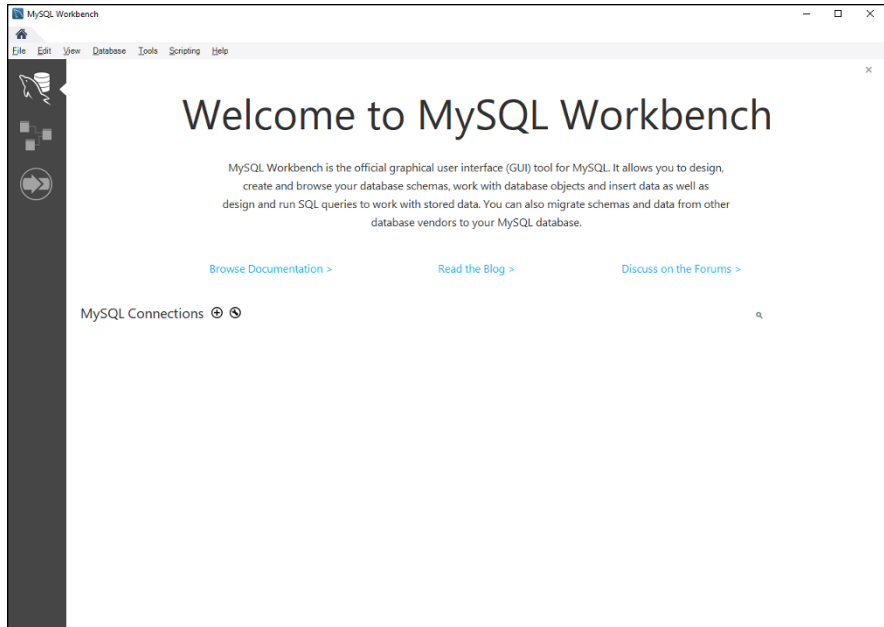 MySQL Workbench
File Edit View Database Tools Scripting Help
Welcome to MySQL Workbench
MySQL Workbench is the official graphical user interface (GUI) tool for MySQL. It allows you to design,
create and browse your database schemas, work with database objects and insert data as well as
design and run SQL queries to work with stored data. You can also migrate schemas and data from other
database vendors to your MySQL database.
Browse Documentation > Read the Blog > Discuss on the Forums >
MySQL Connections